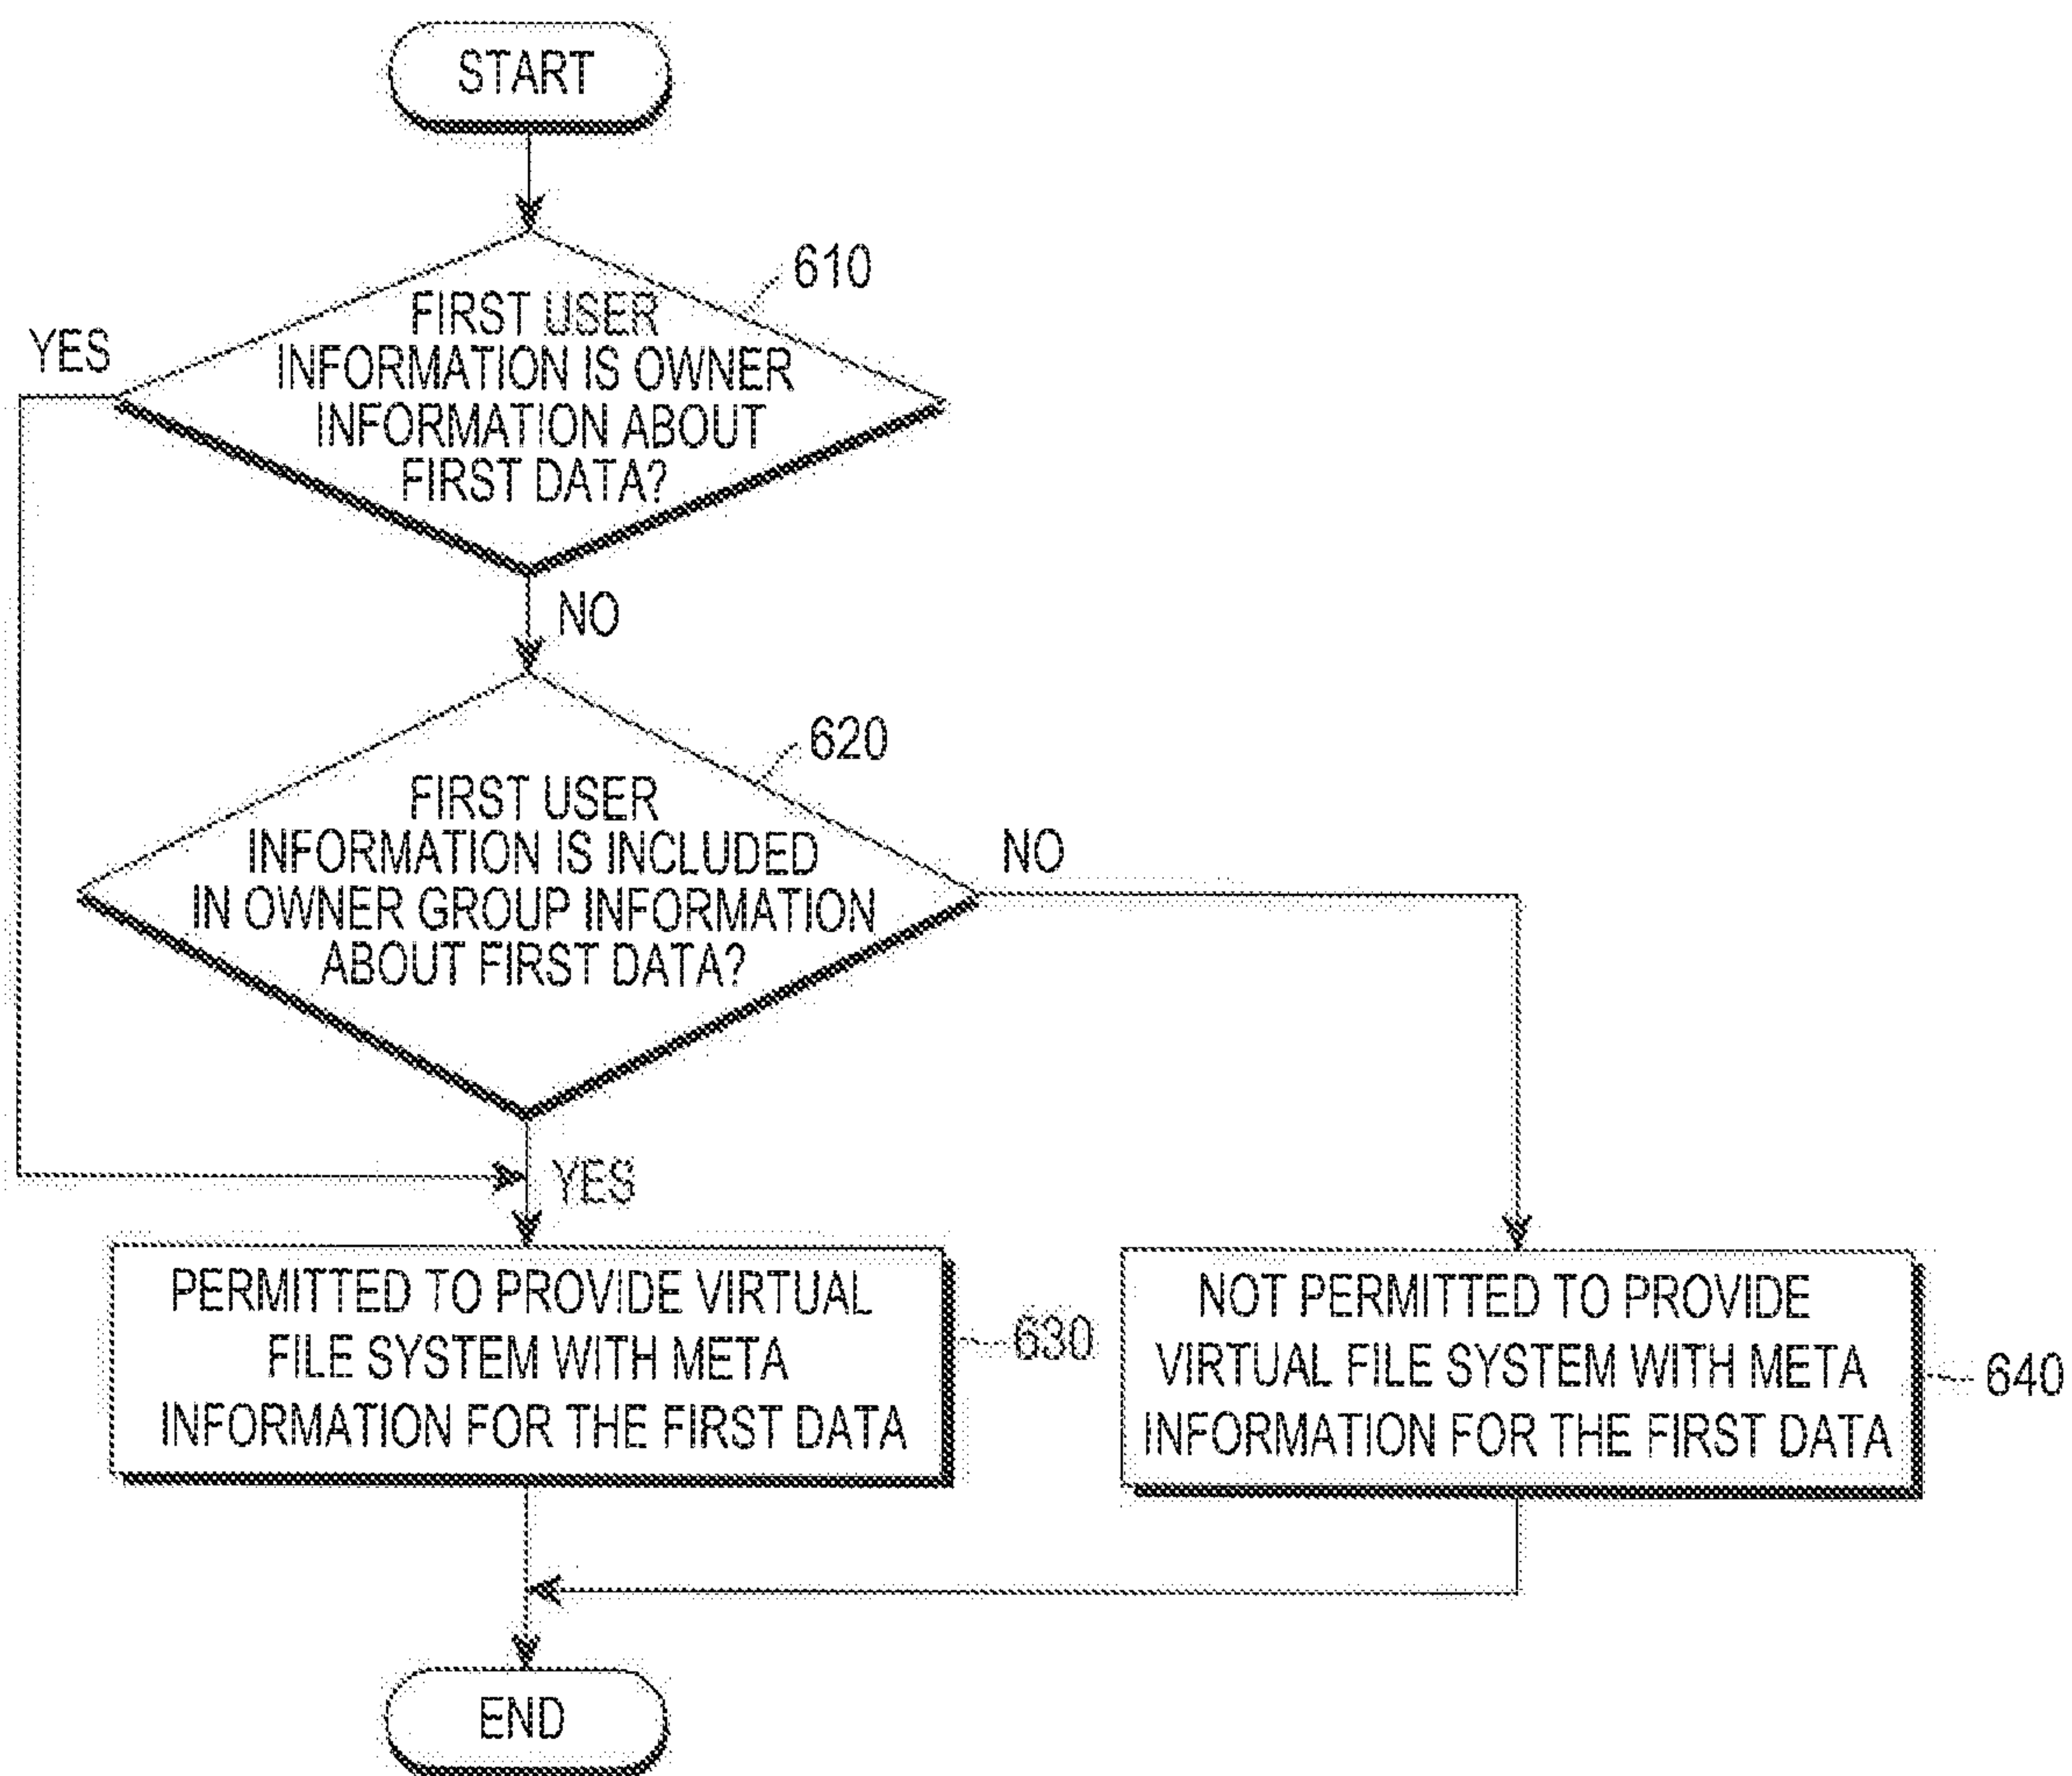 START
610
FIRST USER
INFORMATION IS OWNER
INFORMATION ABOUT
FIRST DATA?
YES
NO
620
FIRST USER
INFORMATION IS INCLUDED
IN OWNER GROUP INFORMATION
ABOUT FIRST DATA?
NO
YES
PERMITTED TO PROVIDE VIRTUAL
FILE SYSTEM WITH META
INFORMATION FOR THE FIRST DATA
630
NOT PERMITTED TO PROVIDE
VIRTUAL FILE SYSTEM WITH META
INFORMATION FOR THE FIRST DATA
640
END